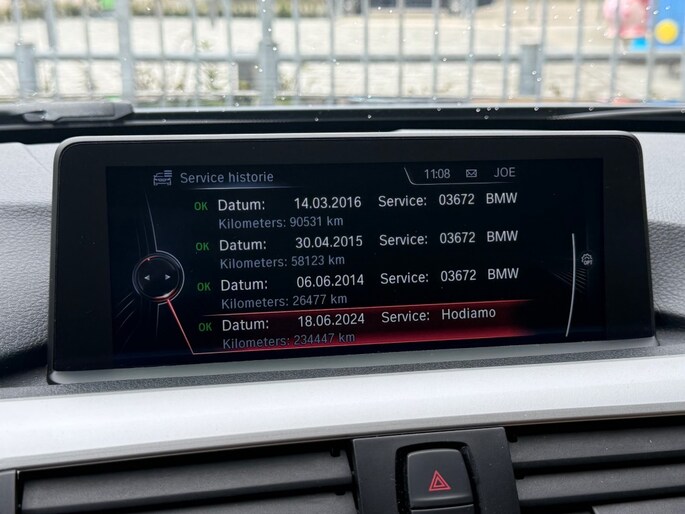 Service historie 11:08 JOE
OK Datum: 14.03.2016 Service: 03672 BMW
Kilometers: 90531 km
OK Datum: 30.04.2015 Service: 03672 BMW
Kilometers: 58123 km
OK Datum: 06.06.2014 Service: 03672 BMW
Kilometers: 26477 km
OK Datum: 18.06.2024 Service: Hodiamo
Kilometers: 234447 km